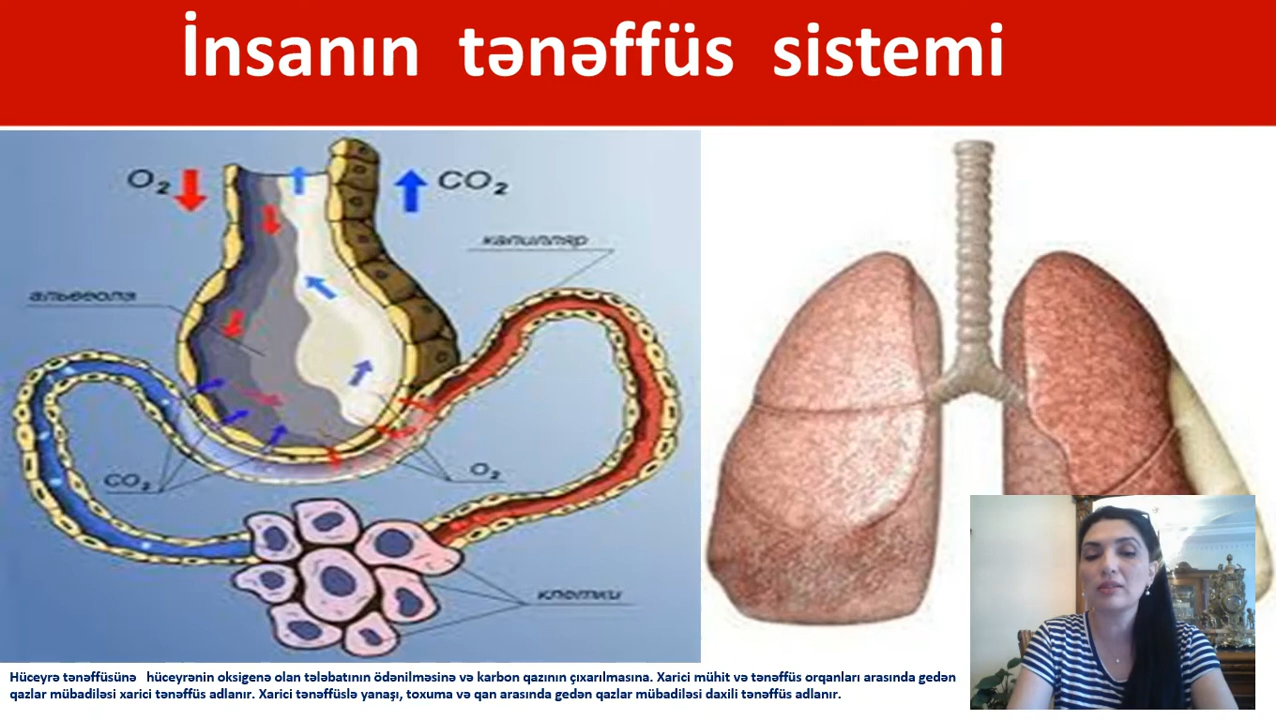 İnsanın tənəffüs sistemi
O₂
CO₂
капилляр
альвеола
CO₂
O₂
клетки
Hüceyrə tənəffüsünə hüceyrənin oksigenə olan tələbatının ödənilməsinə və karbon qazının çıxarılmasına. Xarici mühit və tənəffüs orqanları arasında gedən
qazlar mübadiləsi xarici tənəffüs adlanır. Xarici tənəffüslə yanaşı, toxuma və qan arasında gedən qazlar mübadiləsi daxili tənəffüs adlanır.